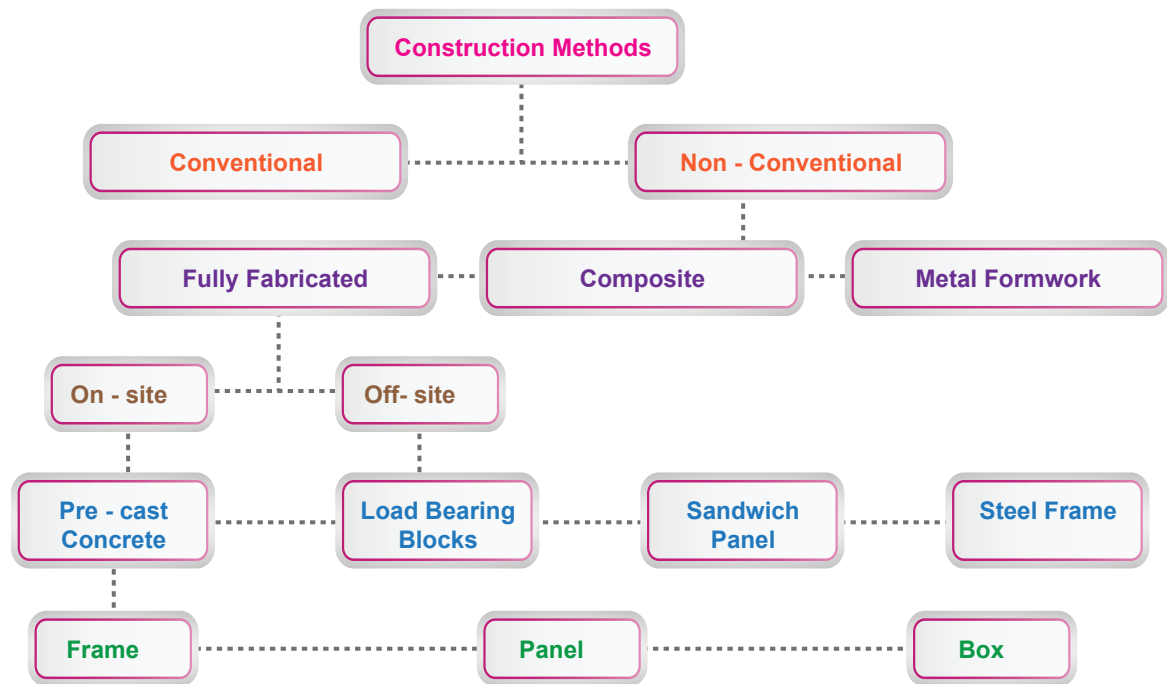 Construction Methods
Conventional
Non - Conventional
Fully Fabricated
Composite
Metal Formwork
On - site
Off- site
Pre - cast
Concrete
Load Bearing
Blocks
Sandwich
Panel
Steel Frame
Frame
Panel
Box